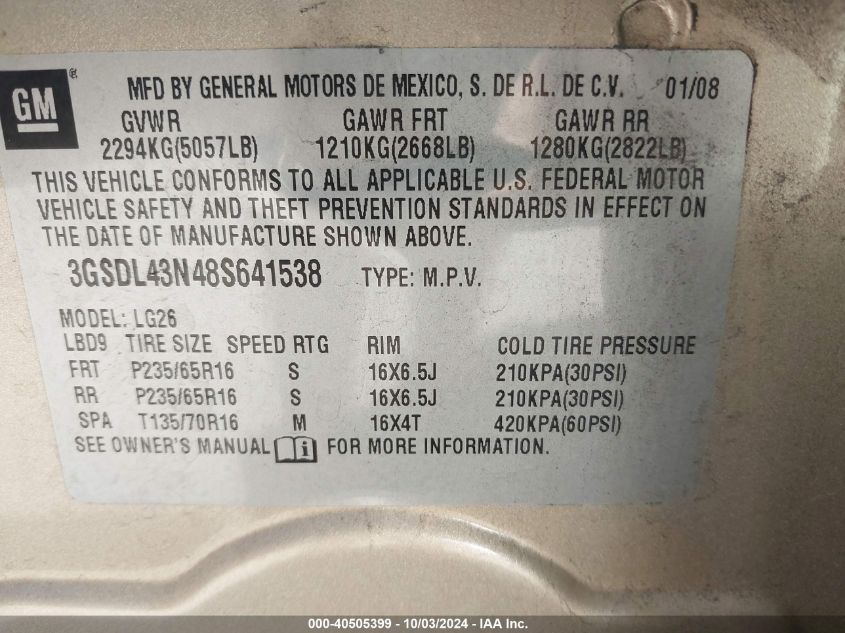 GM®
MFD BY GENERAL MOTORS DE MEXICO, S. DE R.L. DE C.V. 01/08
GVWR GAWR FRT GAWR RR
2294KG(5057LB) 1210KG(2668LB) 1280KG(2822LB)
THIS VEHICLE CONFORMS TO ALL APPLICABLE U.S. FEDERAL MOTOR
VEHICLE SAFETY AND THEFT PREVENTION STANDARDS IN EFFECT ON
THE DATE OF MANUFACTURE SHOWN ABOVE.
3GSDL43N48S641538 TYPE: M.P.V.
MODEL: LG26
LBD9 TIRE SIZE SPEED RTG RIM COLD TIRE PRESSURE
FRT P235/65R16 S 16X6.5J 210KPA(30PSI)
RR P235/65R16 S 16X6.5J 210KPA(30PSI)
SPA T135/70R16 M 16X4T 420KPA(60PSI)
SEE OWNER'S MANUAL i FOR MORE INFORMATION.
000-40505399 - 10/03/2024 - IAA Inc.